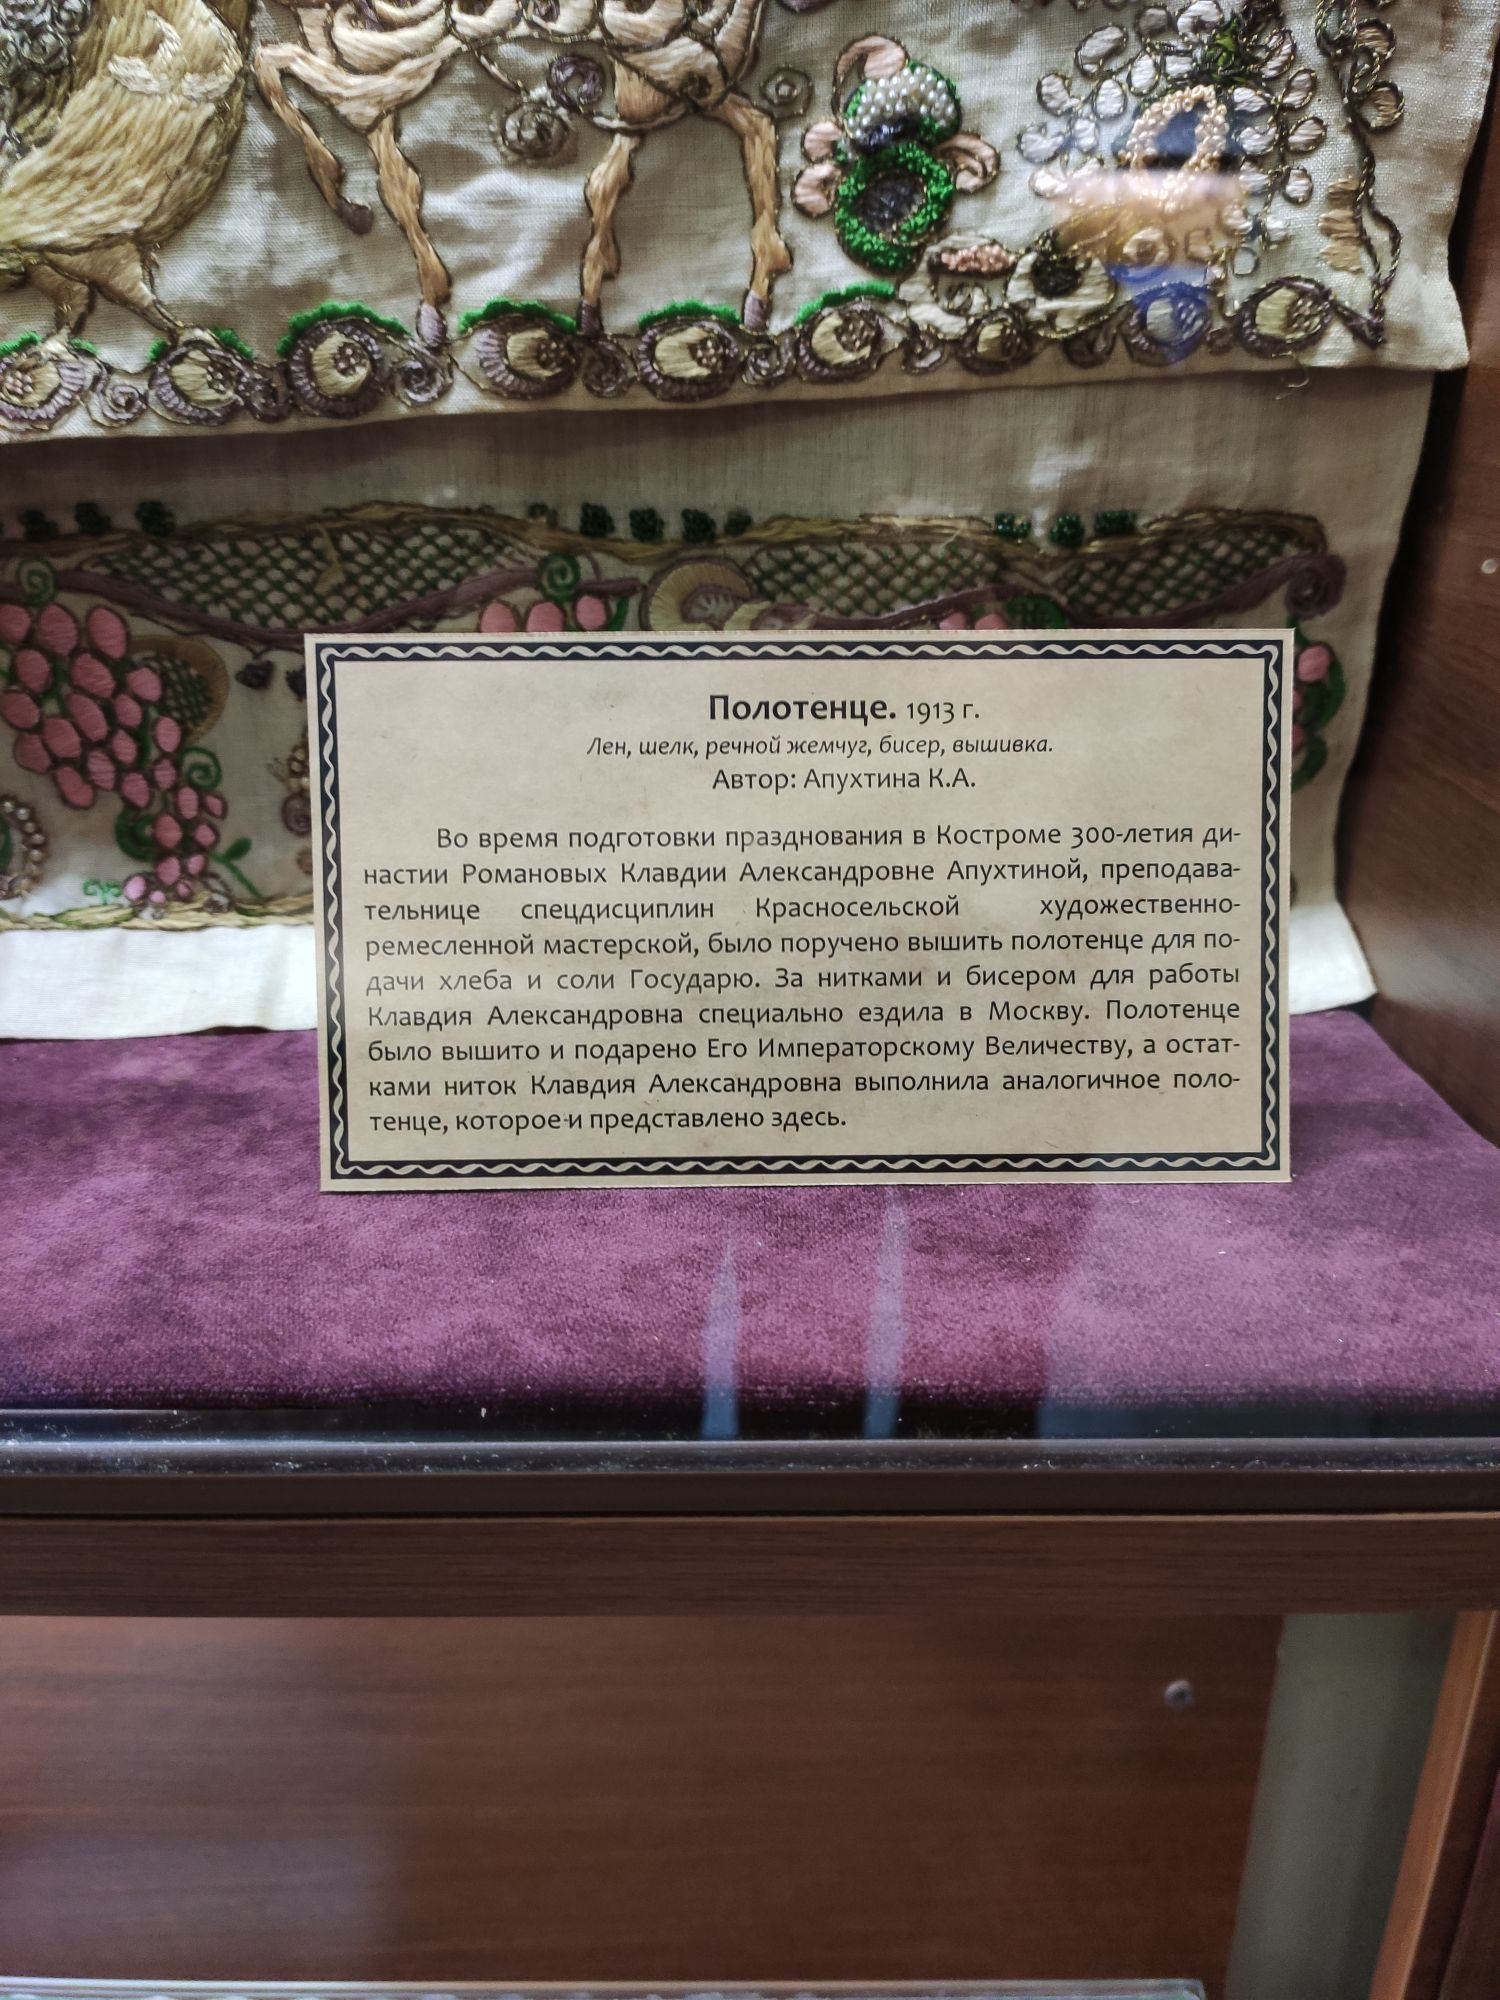 Полотенце. 1913 г.
Лен, шелк, речной жемчуг, бисер, вышивка.
Автор: Апухтина К.А.
Во время подготовки празднования в Костроме 300-летия ди-
настии Романовых Клавдии Александровне Апухтиной, преподава-
тельнице спецдисциплин Красносельской художественно-
ремесленной мастерской, было поручено вышить полотенце для по-
дачи хлеба и соли Государю. За нитками и бисером для работы
Клавдия Александровна специально ездила в Москву. Полотенце
было вышито и подарено Его Императорскому Величеству, а остат-
ками ниток Клавдия Александровна выполнила аналогичное поло-
тенце, которое и представлено здесь.